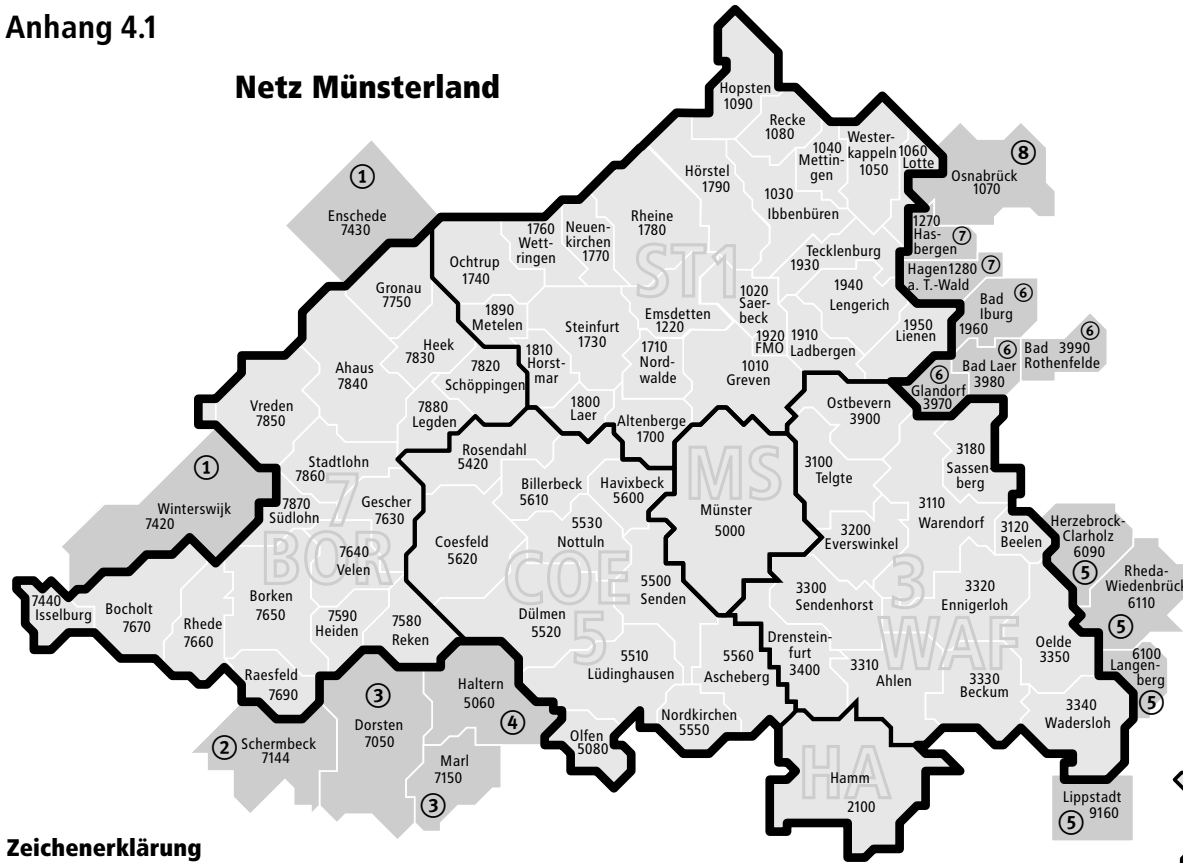 Anhang 4.1
Netz Münsterland
Hopsten
1090
Recke
1080
Wester-
kappeln
1050
1060
Lotte
1040
Mettin-
gen
⑧
Osnabrück
1070
Hörstel
1790
1030
Ibbenbüren
①
Enschede
7430
1760
Wett-
ringen
Neuen-
kirchen
1770
Rheine
1780
1270
Has-
bergen
⑦
Ochtrup
1740
ST1
Tecklenburg
1930
Hagen 1280 ⑦
a. T.-Wald
Gronau
7750
1020
Saer-
beck
1940
Lengerich
Bad ⑥
Iburg
1960
1890
Metelen
Steinfurt
1730
Emsdetten
1220
1950
Lienen
Heek
7830
1810
Horst-
mar
1710
Nord-
walde
1920
FMO
1910
Ladbergen
⑥
Bad 3990
Rothenfelde
Ahaus
7840
7820
Schöppingen
1010
Greven
⑥
Bad Laer
3980
⑥
Glandorf
3970
Vreden
7850
7880
Legden
1800
Laer
Altenberge
1700
Ostbevern
3900
Rosendahl
5420
MS
3180
Sassen-
berg
Stadtlohn
7860
Billerbeck
5610
Havixbeck
5600
3100
Telgte
①
Winterswijk
7420
7870
Südlohn
7
BOR
Gescher
7630
Münster
5000
3110
Warendorf
5530
Nottuln
3120
Beelen
Herzebrock-
Clarholz
6090
⑤
Coesfeld
5620
3200
Everswinkel
7640
Velen
COE
5
5500
Senden
3
WAF
Rheda-
Wiedenbrück
6110
⑤
7440
Isselburg
Bocholt
7670
Rhede
7660
Borken
7650
7590
Heiden
7580
Reken
Dülmen
5520
3300
Sendenhorst
3320
Ennigerloh
Drenstein-
furt
3400
Oelde
3350
6100
Langen-
berg
⑤
5510
Lüdinghausen
5560
Ascheberg
3310
Ahlen
3330
Beckum
Raesfeld
7690
③
Dorsten
7050
Haltern
5060
④
3340
Wadersloh
Nordkirchen
5550
② Schermbeck
7144
Olfen
5080
Marl
7150
③
HA
Hamm
2100
Lippstadt
⑤ 9160
Zeichenerklärung